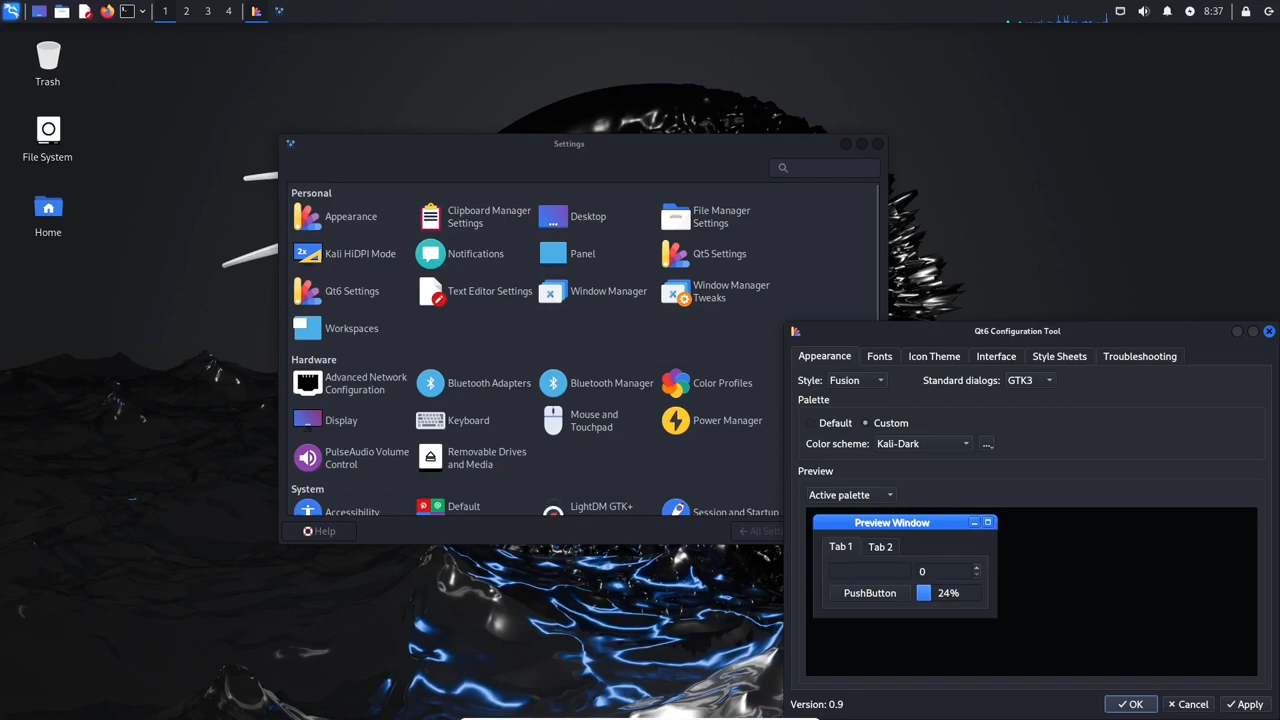 1 2 3 4 8:37
Trash
File System
Home
Settings
Personal
Appearance
Clipboard Manager
Settings
Desktop
File Manager
Settings
Kali HiDPI Mode
Notifications
Panel
Qt5 Settings
Qt6 Settings
Text Editor Settings
Window Manager
Window Manager
Tweaks
Workspaces
Hardware
Advanced Network
Configuration
Bluetooth Adapters
Bluetooth Manager
Color Profiles
Display
Keyboard
Mouse and
Touchpad
Power Manager
PulseAudio Volume
Control
Removable Drives
and Media
System
Accessibility
Default
LightDM GTK+
Session and Startup
Help
All Setti
Qt6 Configuration Tool
Appearance Fonts Icon Theme Interface Style Sheets Troubleshooting
Style: Fusion Standard dialogs: GTK3
Palette
Default Custom
Color scheme: Kali-Dark ...
Preview
Active palette
Preview Window
Tab 1 Tab 2
0
PushButton 24%
Version: 0.9 OK Cancel Apply